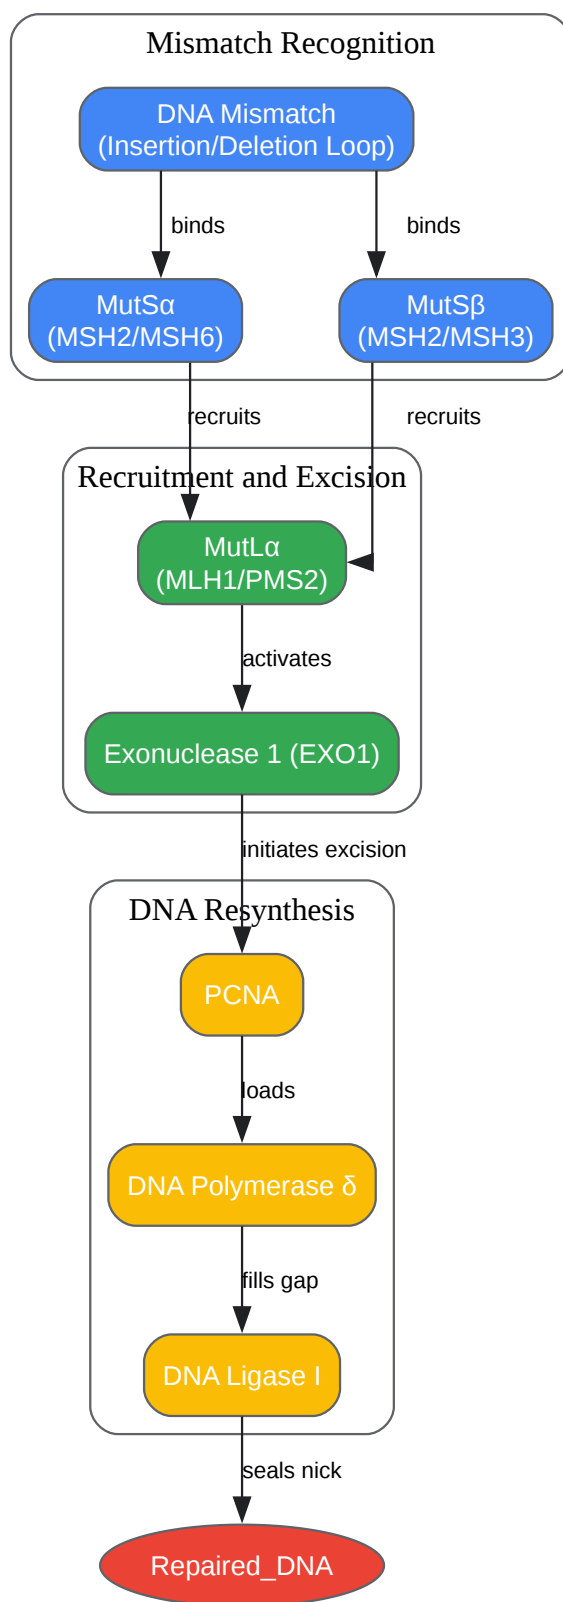 Mismatch Recognition
DNA Mismatch
(Insertion/Deletion Loop)
binds
binds
MutSα
(MSH2/MSH6)
MutSβ
(MSH2/MSH3)
recruits
recruits
Recruitment and Excision
MutLα
(MLH1/PMS2)
activates
Exonuclease 1 (EXO1)
initiates excision
DNA Resynthesis
PCNA
loads
DNA Polymerase δ
fills gap
DNA Ligase I
seals nick
Repaired_DNA